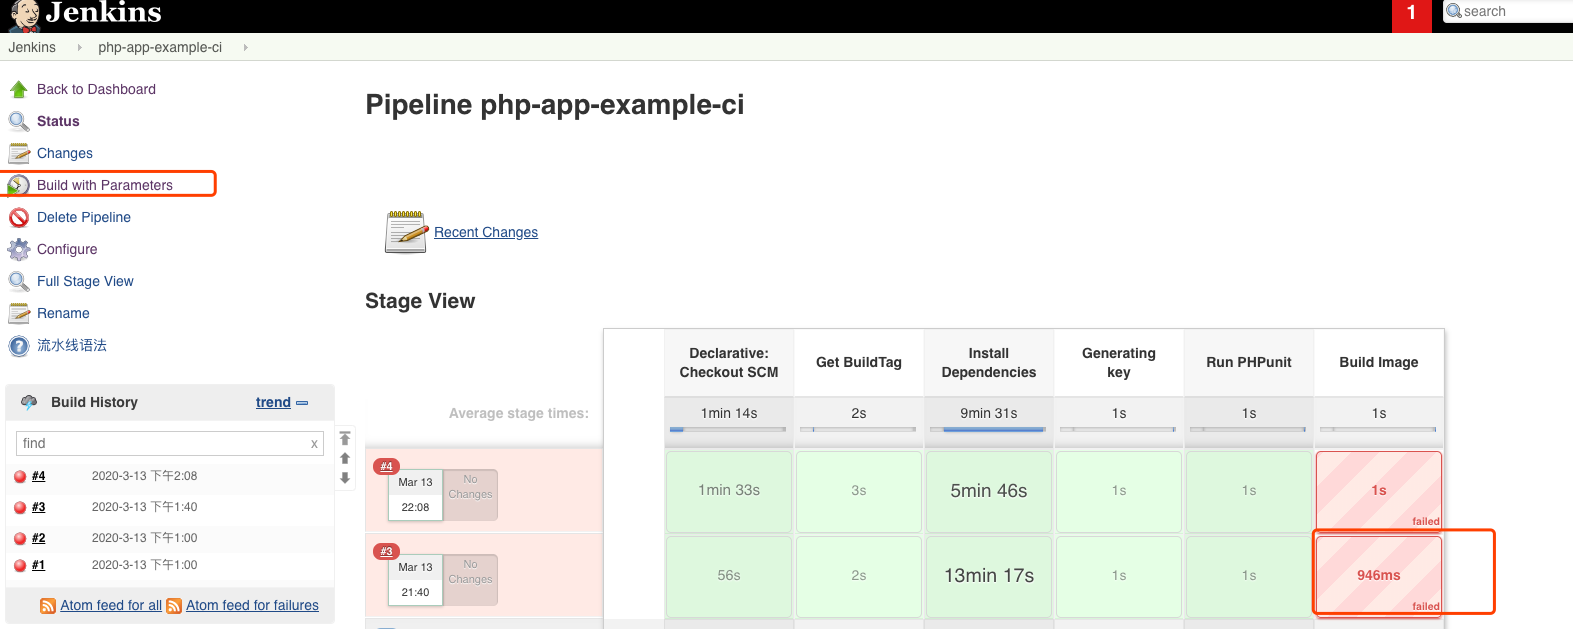 Jenkins
1
search
Jenkins
php-app-example-ci
Back to Dashboard
Status
Changes
Build with Parameters
Delete Pipeline
Configure
Full Stage View
Rename
流水线语法
Build History
trend
find
x
#4 2020-3-13 下午2:08
#3 2020-3-13 下午1:40
#2 2020-3-13 下午1:00
#1 2020-3-13 下午1:00
Atom feed for all
Atom feed for failures
Pipeline php-app-example-ci
Recent Changes
Stage View
Declarative:
Checkout SCM
Get BuildTag
Install
Dependencies
Generating
key
Run PHPunit
Build Image
Average stage times:
1min 14s
2s
9min 31s
1s
1s
1s
#4
Mar 13
22:08
No
Changes
1min 33s
3s
5min 46s
1s
1s
1s
failed
#3
Mar 13
21:40
No
Changes
56s
2s
13min 17s
1s
1s
946ms
failed